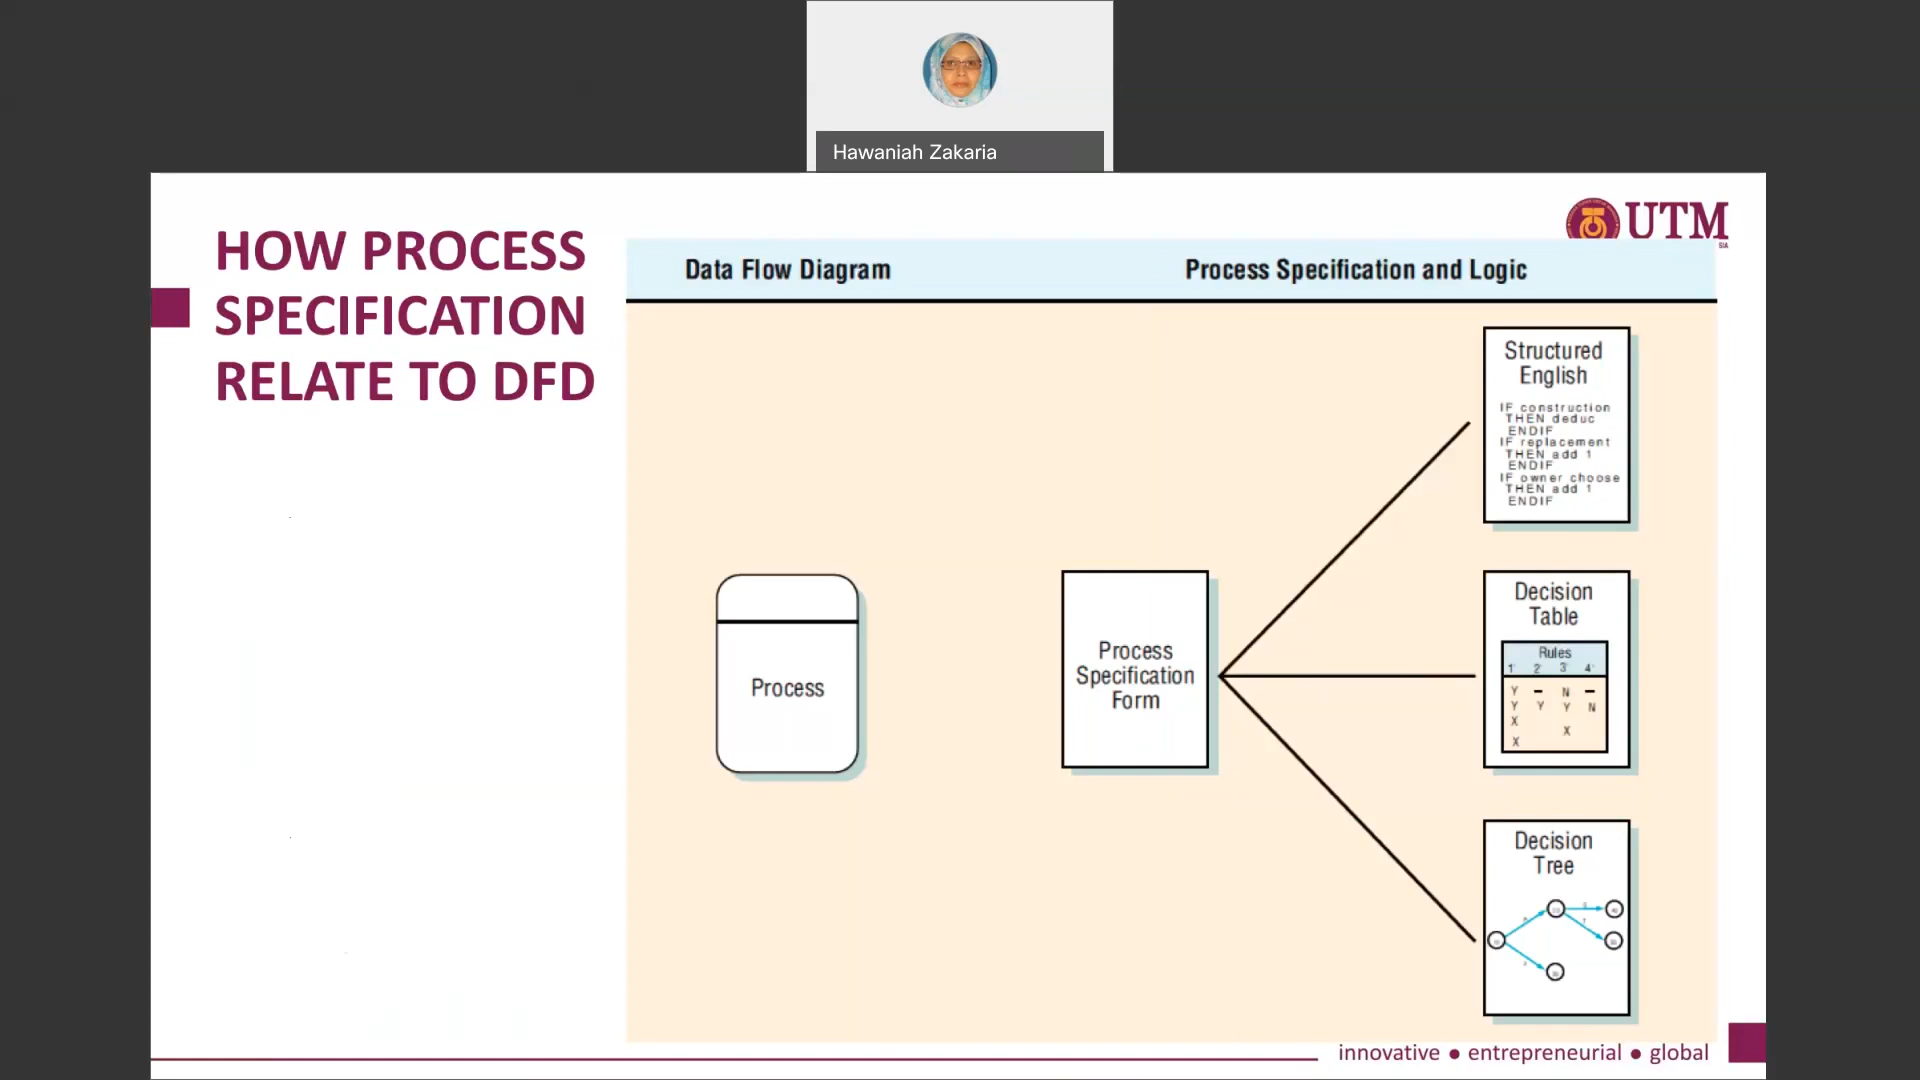 Hawaniah Zakaria
UTM
HOW PROCESS
SPECIFICATION
RELATE TO DFD
Data Flow Diagram
Process Specification and Logic
Process
Process
Specification
Form
Structured
English
IF construction
THEN deduc
ENDIF
IF replacement
THEN add 1
ENDIF
IF owner choose
THEN add 1
ENDIF
Decision
Table
Rules
1 2 3 4
Y – N –
Y Y Y N
X
X
X
Decision
Tree
innovative ● entrepreneurial ● global